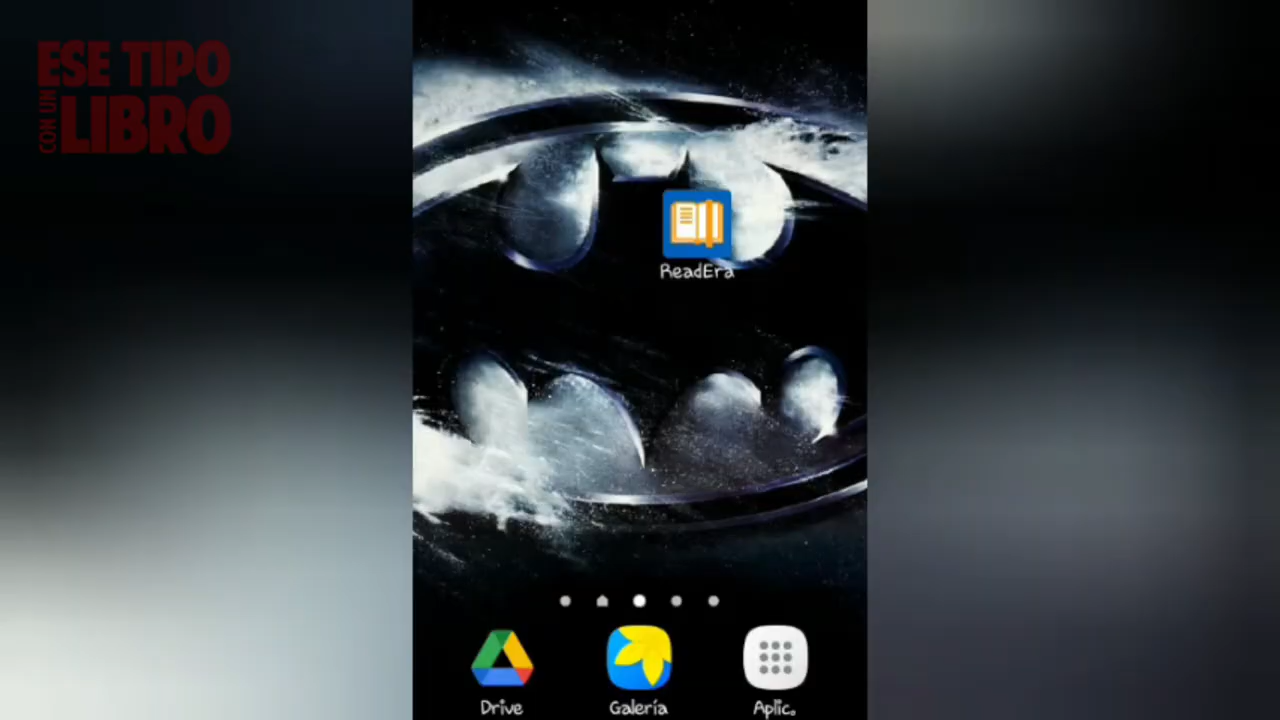 ESE TIPO
CON UN
LIBRO
ReadEra
Drive
Galería
Aplic.